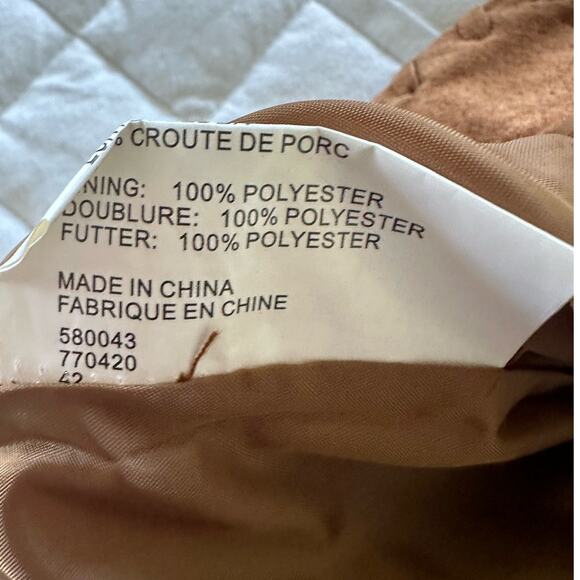 % CROUTE DE PORC
NING: 100% POLYESTER
DOUBLURE: 100% POLYESTER
FUTTER: 100% POLYESTER
MADE IN CHINA
FABRIQUE EN CHINE
580043
770420
42